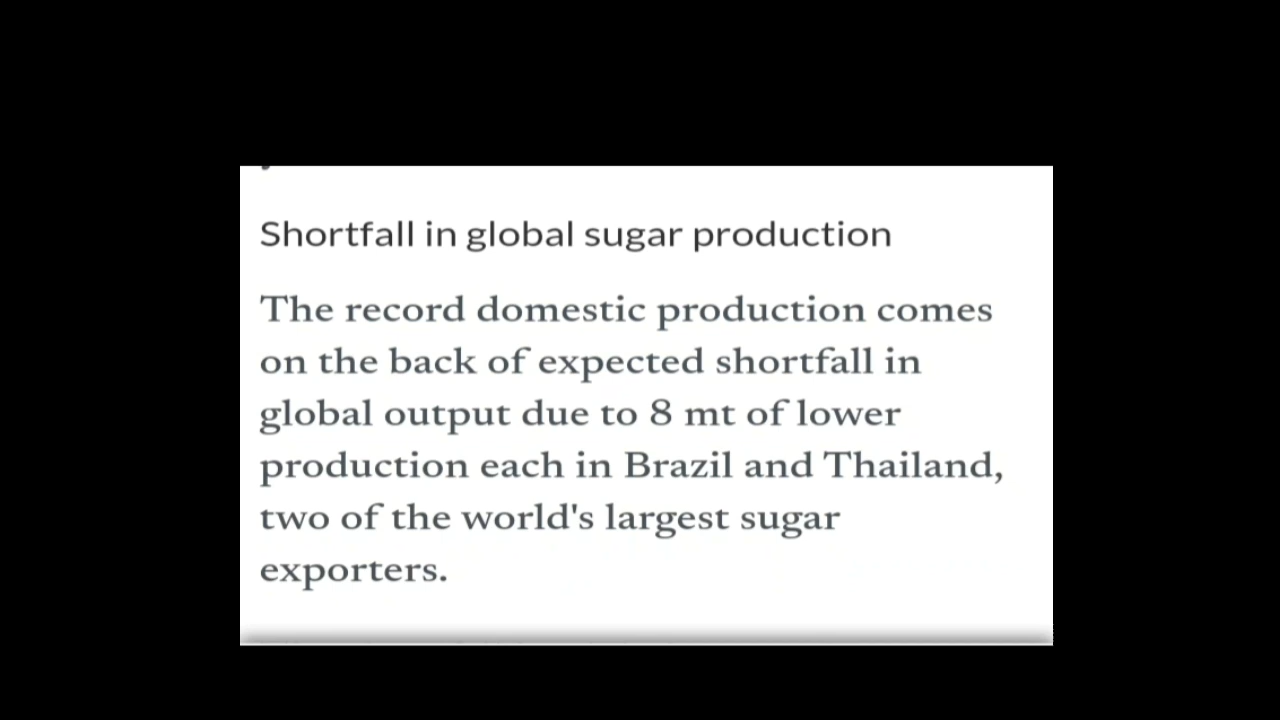 Shortfall in global sugar production
The record domestic production comes
on the back of expected shortfall in
global output due to 8 mt of lower
production each in Brazil and Thailand,
two of the world's largest sugar
exporters.